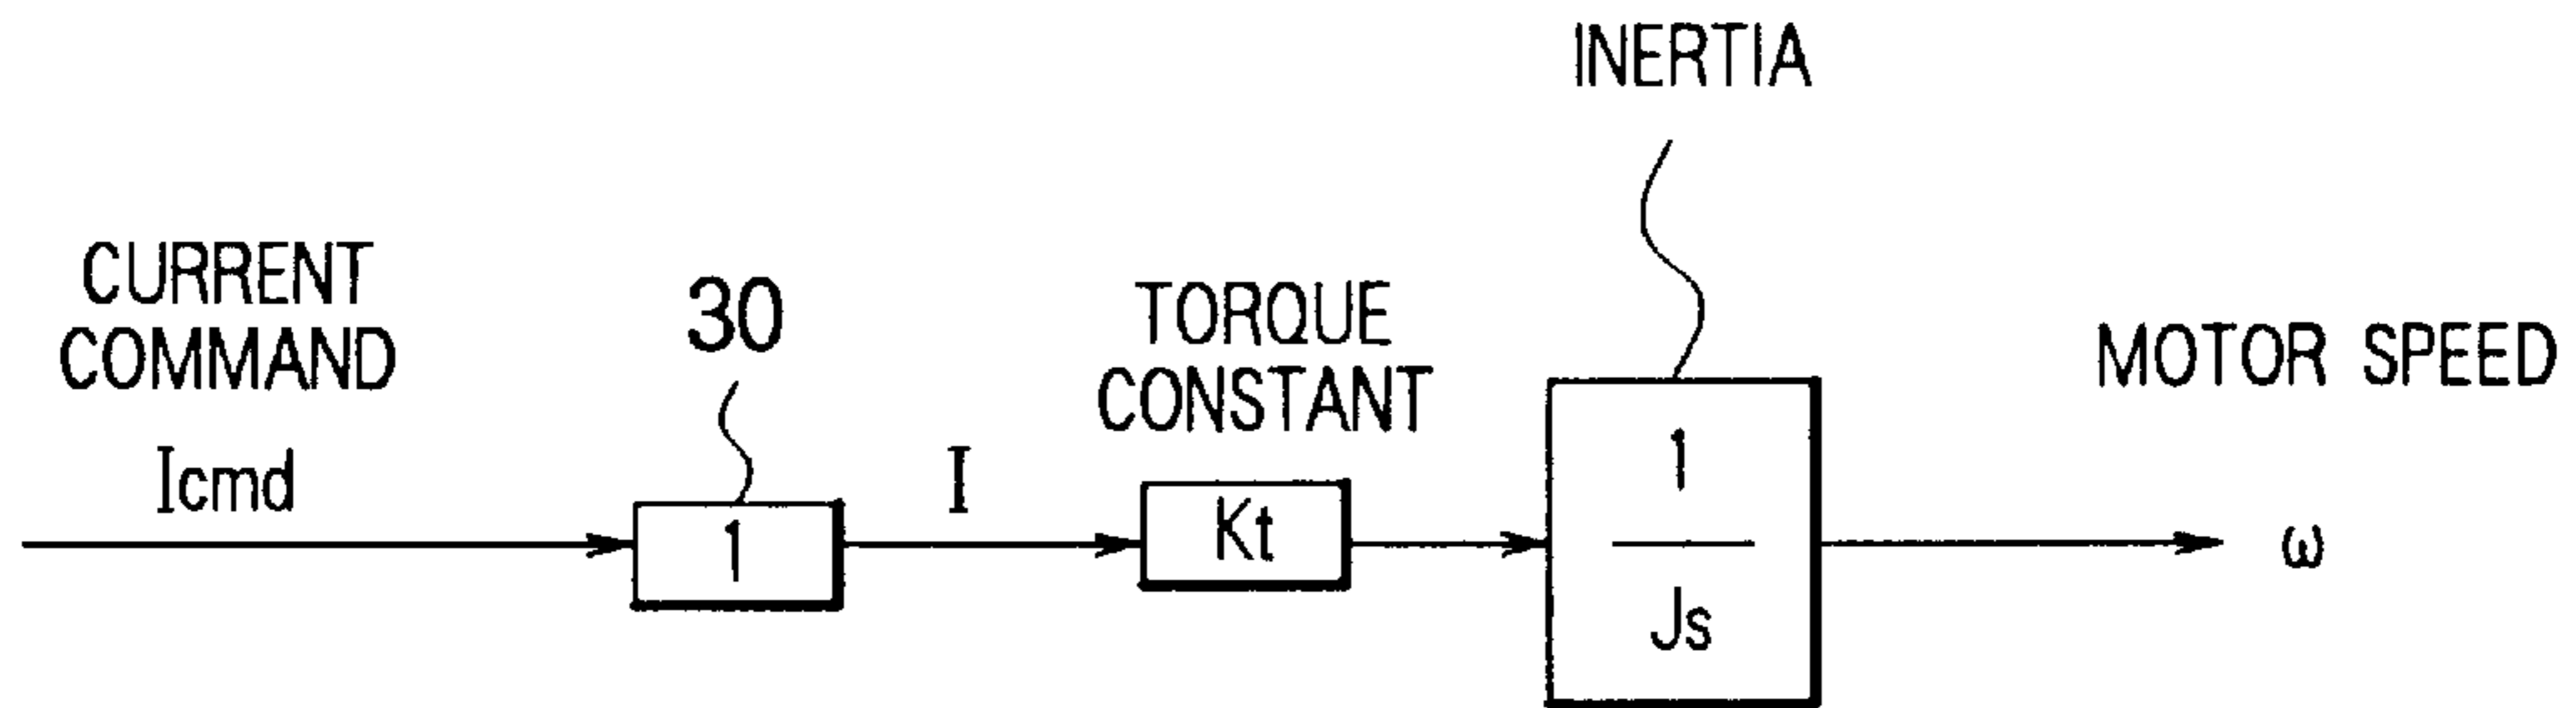 INERTIA
CURRENT
COMMAND
30
TORQUE
CONSTANT
MOTOR SPEED
Icmd
1
I
Kt
1
Js
ω